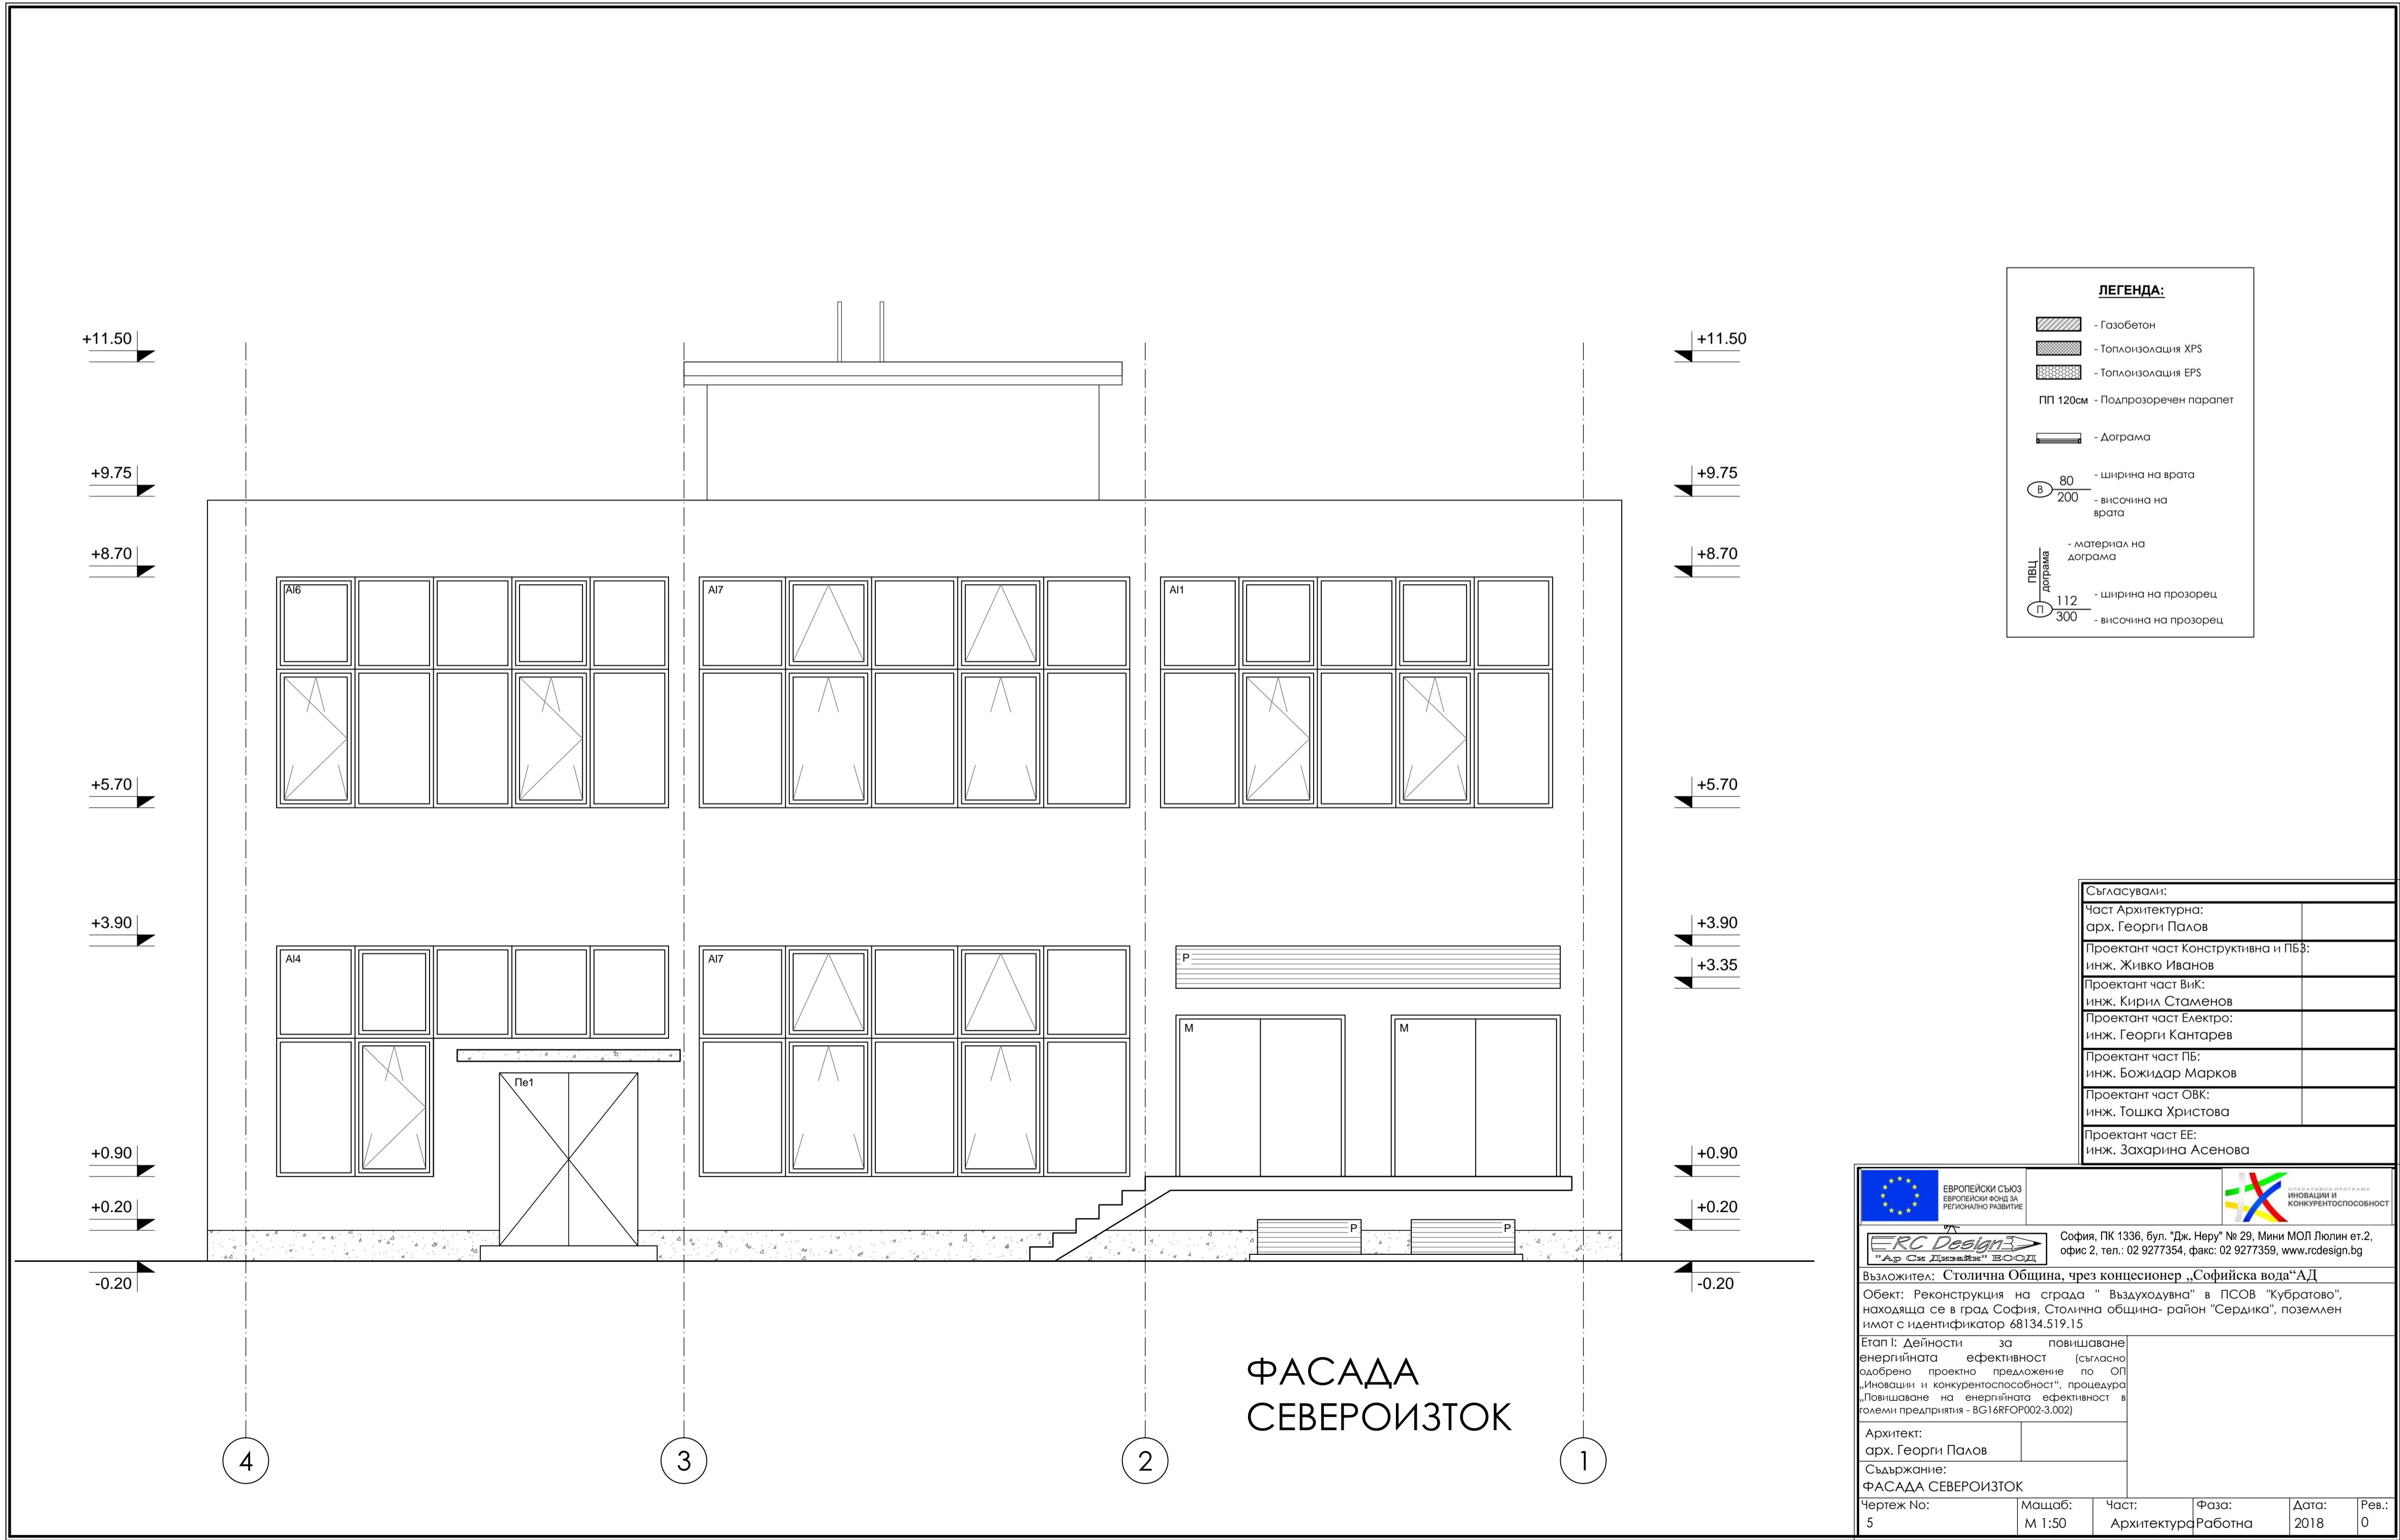 +11.50
+9.75
+8.70
+5.70
+3.90
+0.90
+0.20
-0.20
Al6
Al7
Al1
Al4
Al7
Пе1
P
M
M
P
P
+11.50
+9.75
+8.70
+5.70
+3.90
+3.35
+0.90
+0.20
-0.20
4
3
2
1
ФАСАДА
СЕВЕРОИЗТОК
ЛЕГЕНДА:
- Газобетон
- Топлоизолация XPS
- Топлоизолация EPS
ПП 120см - Подпрозоречен парапет
- Дограма
В
80
200
- ширина на врата
- височина на
врата
- материал на
дограма
ПВЦ
дограма
П
112
300
- ширина на прозорец
- височина на прозорец
Съгласували:
Част Архитектурна:
арх. Георги Палов
Проектант част Конструктивна и ПБЗ:
инж. Живко Иванов
Проектант част ВиК:
инж. Кирил Стаменов
Проектант част Електро:
инж. Георги Кантарев
Проектант част ПБ:
инж. Божидар Марков
Проектант част ОВК:
инж. Тошка Христова
Проектант част ЕЕ:
инж. Захарина Асенова
ЕВРОПЕЙСКИ СЪЮЗ
ЕВРОПЕЙСКИ ФОНД ЗА
РЕГИОНАЛНО РАЗВИТИЕ
ОПЕРАТИВНА ПРОГРАМА
ИНОВАЦИИ И
КОНКУРЕНТОСПОСОБНОСТ
RC Design
"Ар Си Дизайн" ЕООД
София, ПК 1336, бул. "Дж. Неру" № 29, Мини МОЛ Люлин ет.2,
офис 2, тел.: 02 9277354, факс: 02 9277359, www.rcdesign.bg
Възложител: Столична Община, чрез концесионер „Софийска вода“АД
Обект: Реконструкция на сграда " Въздуходувна" в ПСОВ "Кубратово",
находяща се в град София, Столична община- район "Сердика", поземлен
имот с идентификатор 68134.519.15
Етап I: Дейности за повишаване
енергийната ефективност (съгласно
одобрено проектно предложение по ОП
„Иновации и конкурентоспособност“, процедура
„Повишаване на енергийната ефективност в
големи предприятия - BG16RFOP002-3.002)
Архитект:
арх. Георги Палов
Съдържание:
ФАСАДА СЕВЕРОИЗТОК
Чертеж No:
5
Мащаб:
М 1:50
Част:
Архитектура
Фаза:
Работна
Дата:
2018
Рев.:
0